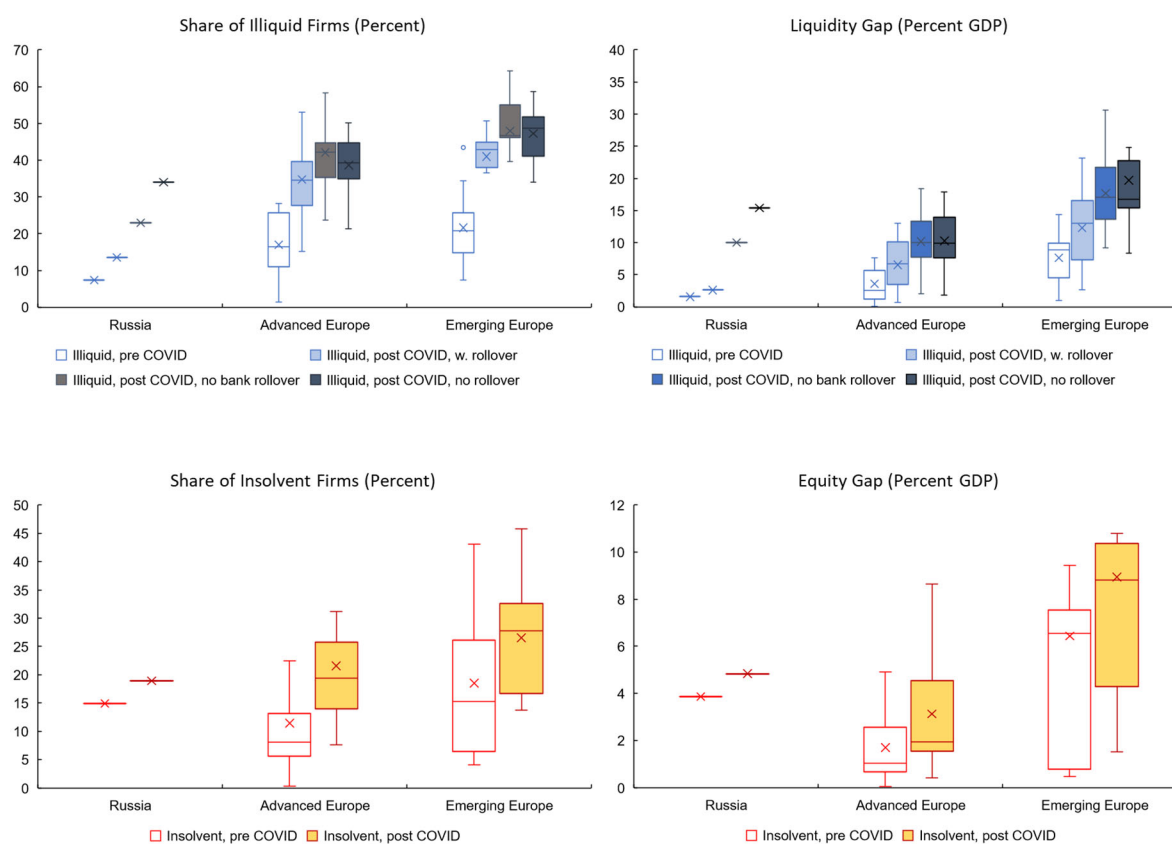 Share of Illiquid Firms (Percent)
70
60
50
40
30
20
10
0
Russia
Advanced Europe
Emerging Europe
Illiquid, pre COVID
Illiquid, post COVID, w. rollover
Illiquid, post COVID, no bank rollover
Illiquid, post COVID, no rollover
Liquidity Gap (Percent GDP)
40
35
30
25
20
15
10
5
0
Russia
Advanced Europe
Emerging Europe
Illiquid, pre COVID
Illiquid, post COVID, w. rollover
Illiquid, post COVID, no bank rollover
Illiquid, post COVID, no rollover
Share of Insolvent Firms (Percent)
50
45
40
35
30
25
20
15
10
5
0
Russia
Advanced Europe
Emerging Europe
Insolvent, pre COVID
Insolvent, post COVID
Equity Gap (Percent GDP)
12
10
8
6
4
2
0
Russia
Advanced Europe
Emerging Europe
Insolvent, pre COVID
Insolvent, post COVID